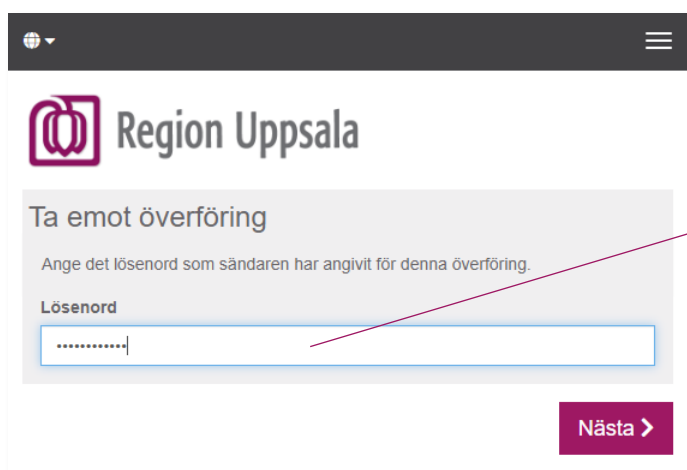 Region Uppsala
Ta emot överföring
Ange det lösenord som sändaren har angivit för denna överföring.
Lösenord
••••••••••••
Nästa